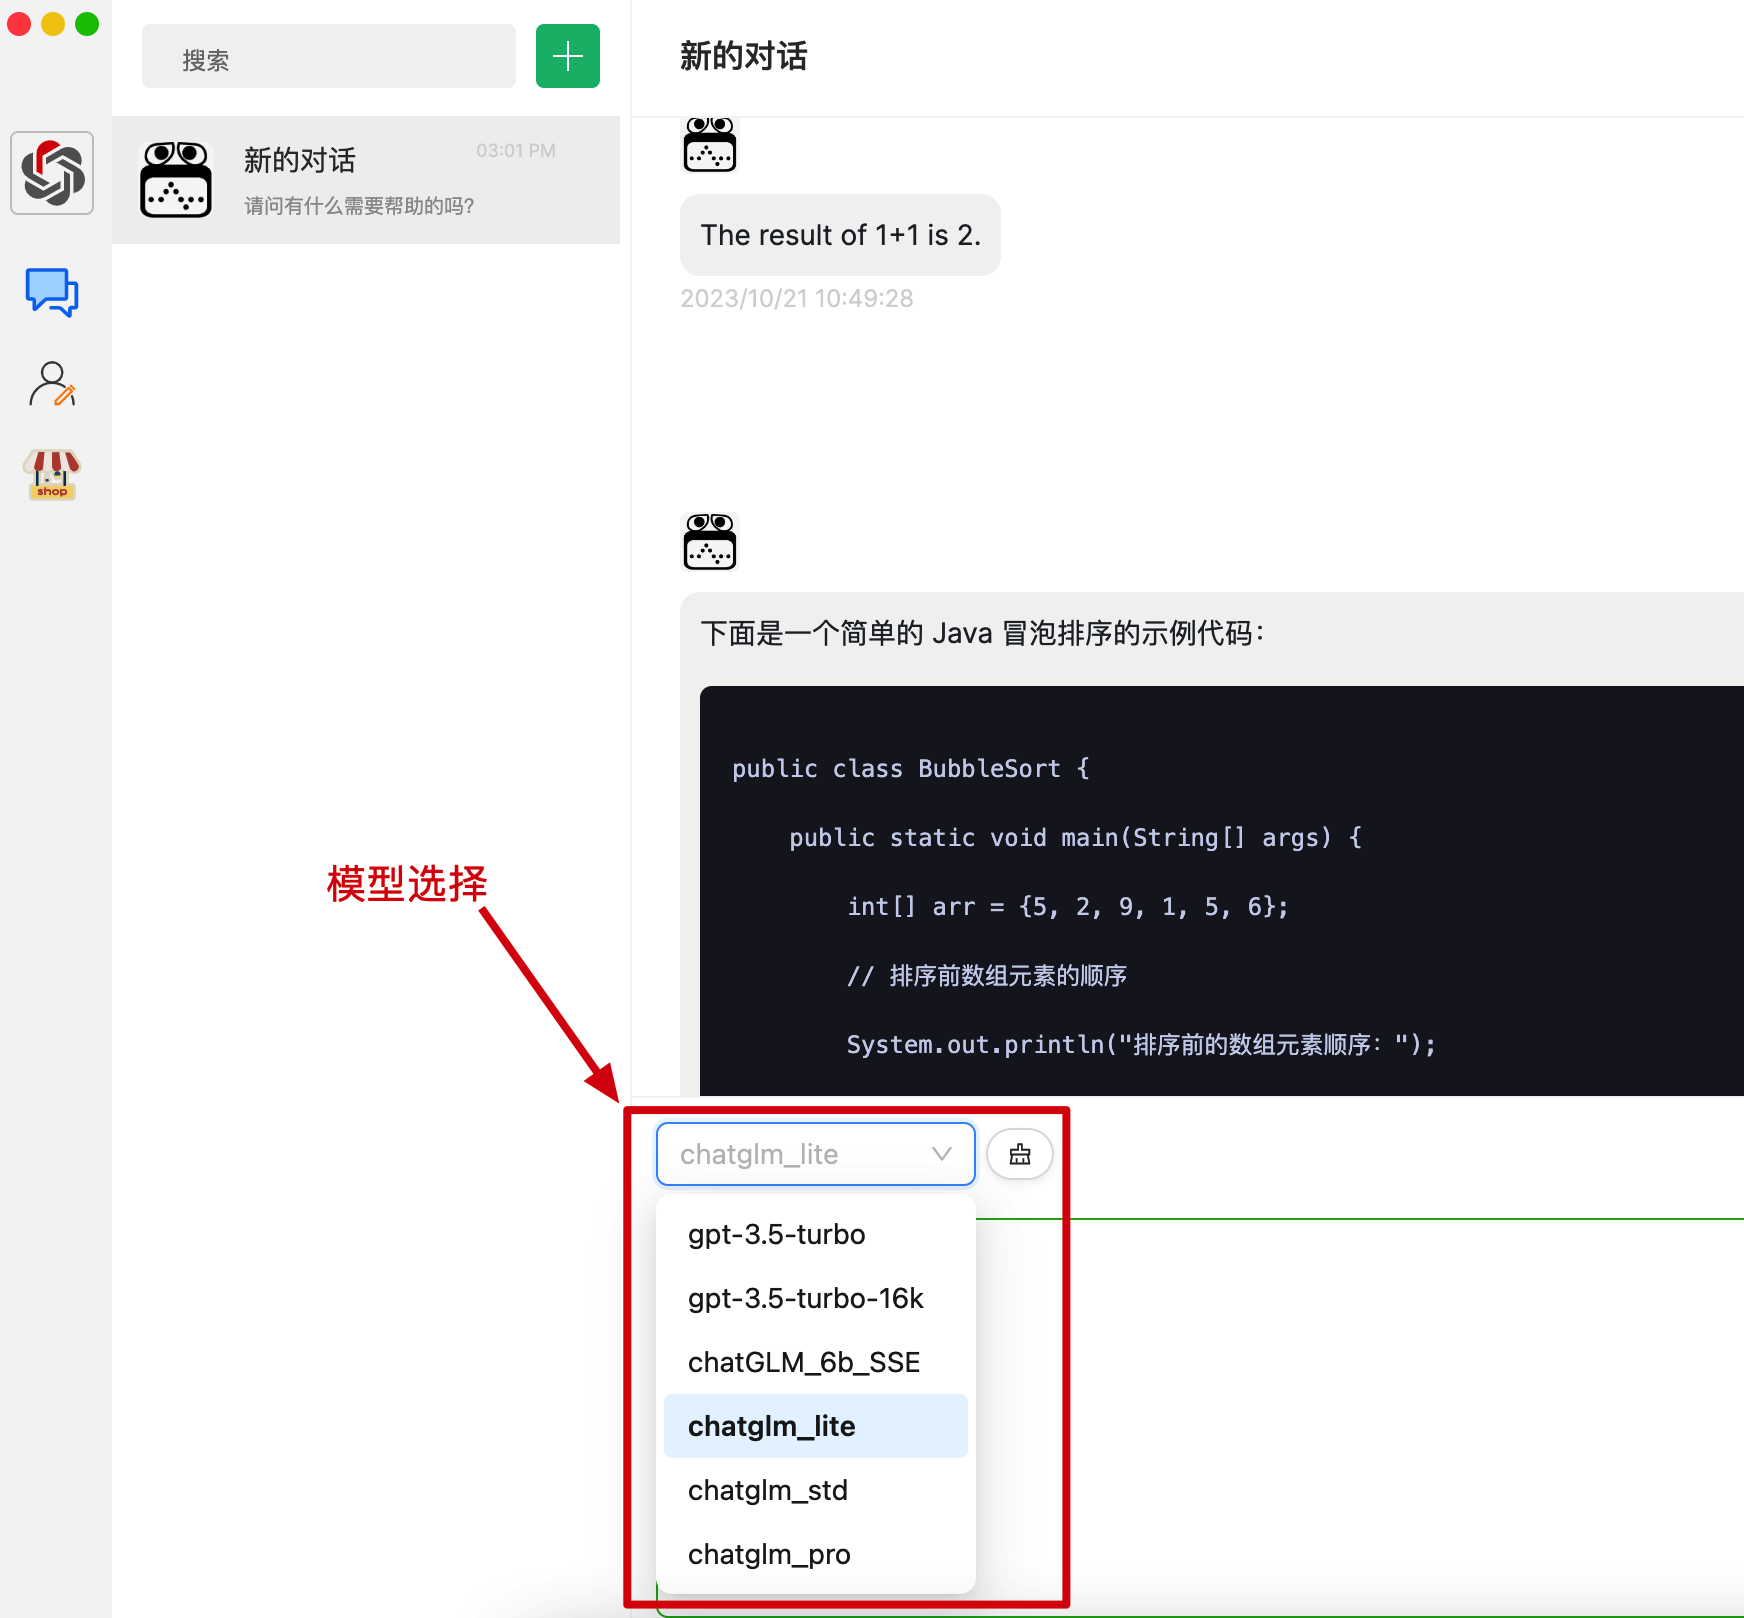 搜索
新的对话
03:01 PM
请问有什么需要帮助的吗?
shop
新的对话
The result of 1+1 is 2.
2023/10/21 10:49:28
下面是一个简单的 Java 冒泡排序的示例代码：
public class BubbleSort {
public static void main(String[] args) {
int[] arr = {5, 2, 9, 1, 5, 6};
// 排序前数组元素的顺序
System.out.println("排序前的数组元素顺序：");
模型选择
chatglm_lite
gpt-3.5-turbo
gpt-3.5-turbo-16k
chatGLM_6b_SSE
chatglm_lite
chatglm_std
chatglm_pro